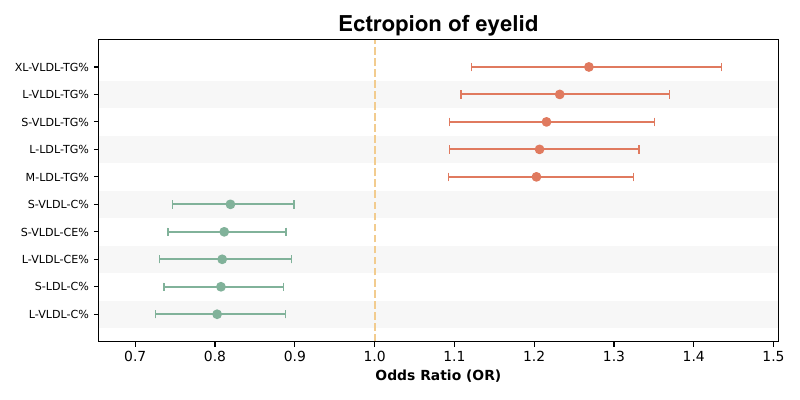 Ectropion of eyelid
XL-VLDL-TG%
L-VLDL-TG%
S-VLDL-TG%
L-LDL-TG%
M-LDL-TG%
S-VLDL-C%
S-VLDL-CE%
L-VLDL-CE%
S-LDL-C%
L-VLDL-C%
0.7 0.8 0.9 1.0 1.1 1.2 1.3 1.4 1.5
Odds Ratio (OR)